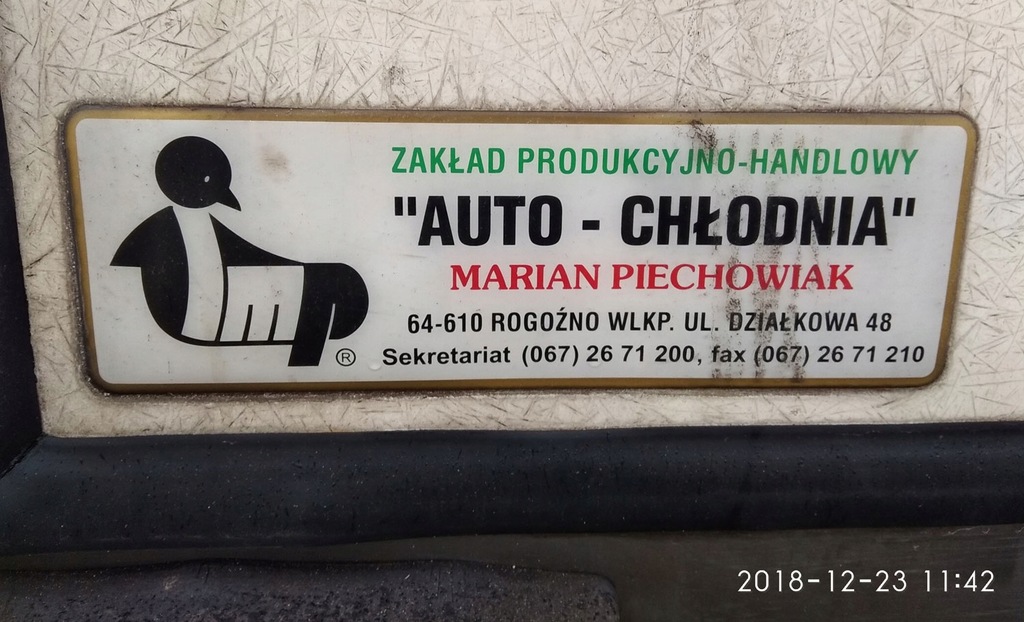 ZAKŁAD PRODUKCYJNO-HANDLOWY
"AUTO - CHŁODNIA"
MARIAN PIECHOWIAK
64-610 ROGOŹNO WLKP. UL. DZIAŁKOWA 48
® Sekretariat (067) 26 71 200, fax (067) 26 71 210
2018-12-23 11:42